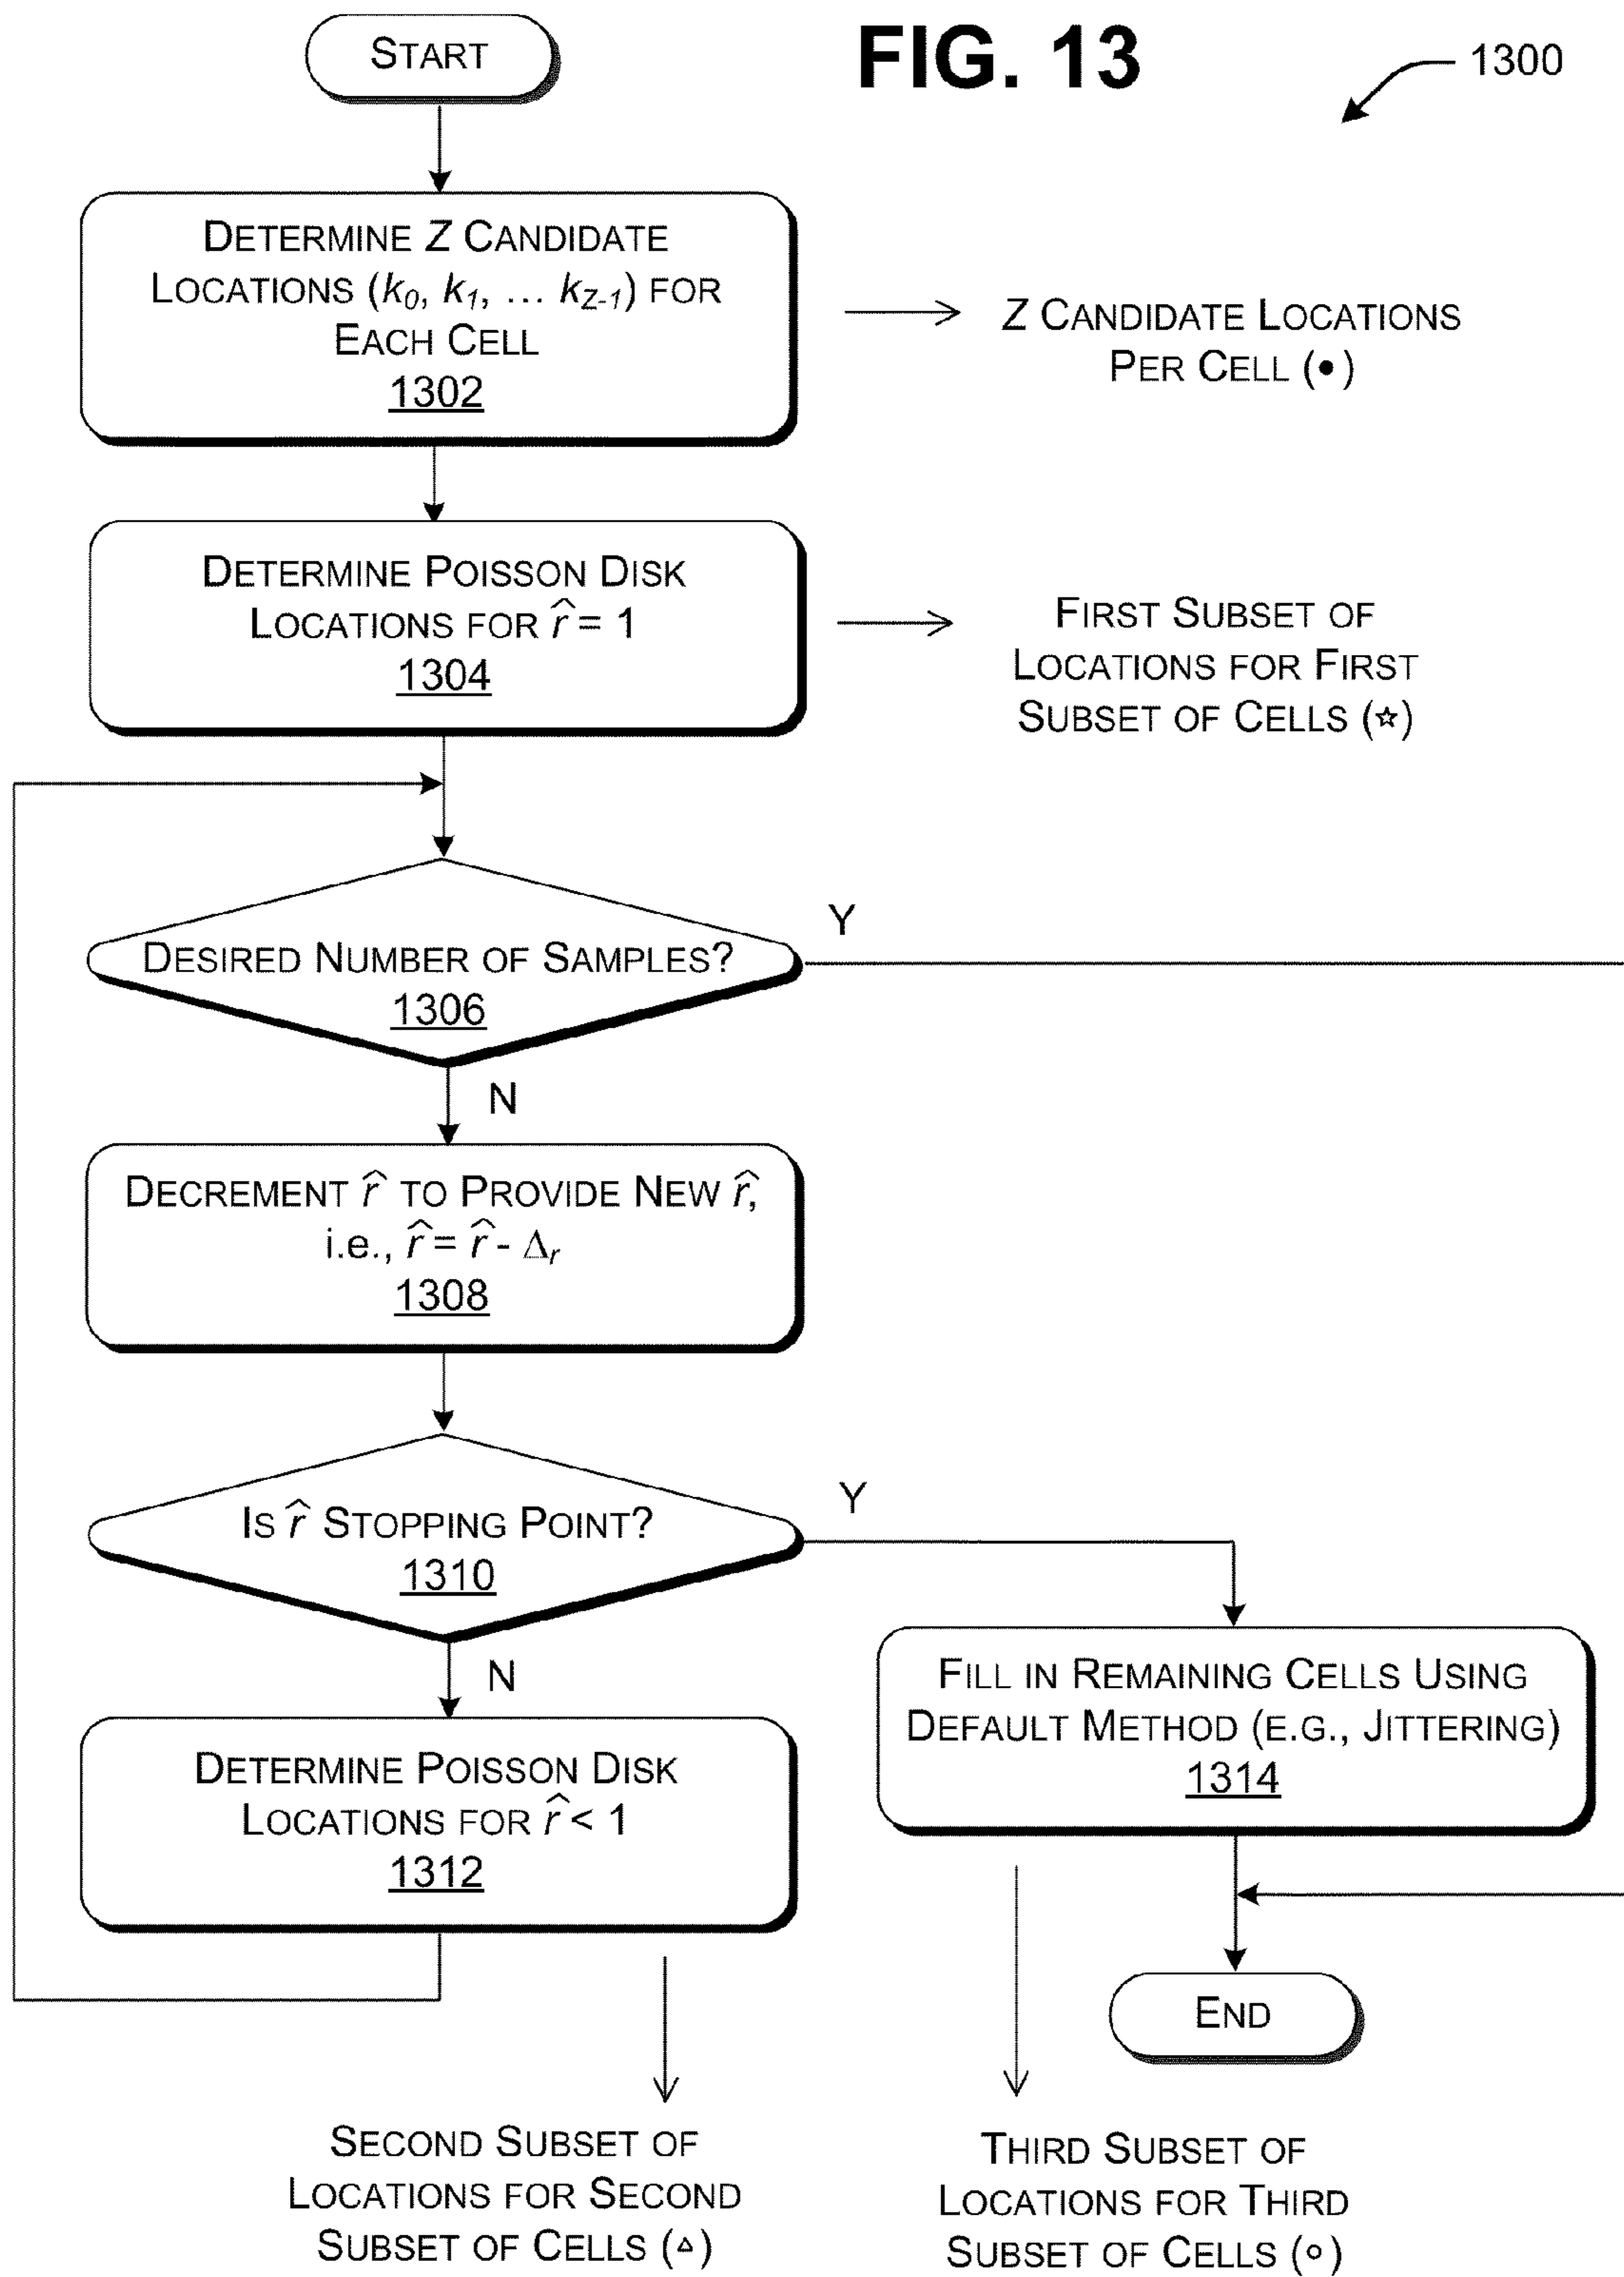 FIG. 13
1300
START
DETERMINE Z CANDIDATE
LOCATIONS (k0, k1, … kZ-1) FOR
EACH CELL
1302
Z CANDIDATE LOCATIONS
PER CELL (●)
DETERMINE POISSON DISK
LOCATIONS FOR r̂ = 1
1304
FIRST SUBSET OF
LOCATIONS FOR FIRST
SUBSET OF CELLS (☆)
DESIRED NUMBER OF SAMPLES?
1306
Y
N
DECREMENT r̂ TO PROVIDE NEW r̂,
i.e., r̂ = r̂ - Δr
1308
IS r̂ STOPPING POINT?
1310
Y
N
DETERMINE POISSON DISK
LOCATIONS FOR r̂ < 1
1312
FILL IN REMAINING CELLS USING
DEFAULT METHOD (E.G., JITTERING)
1314
END
SECOND SUBSET OF
LOCATIONS FOR SECOND
SUBSET OF CELLS (△)
THIRD SUBSET OF
LOCATIONS FOR THIRD
SUBSET OF CELLS (○)